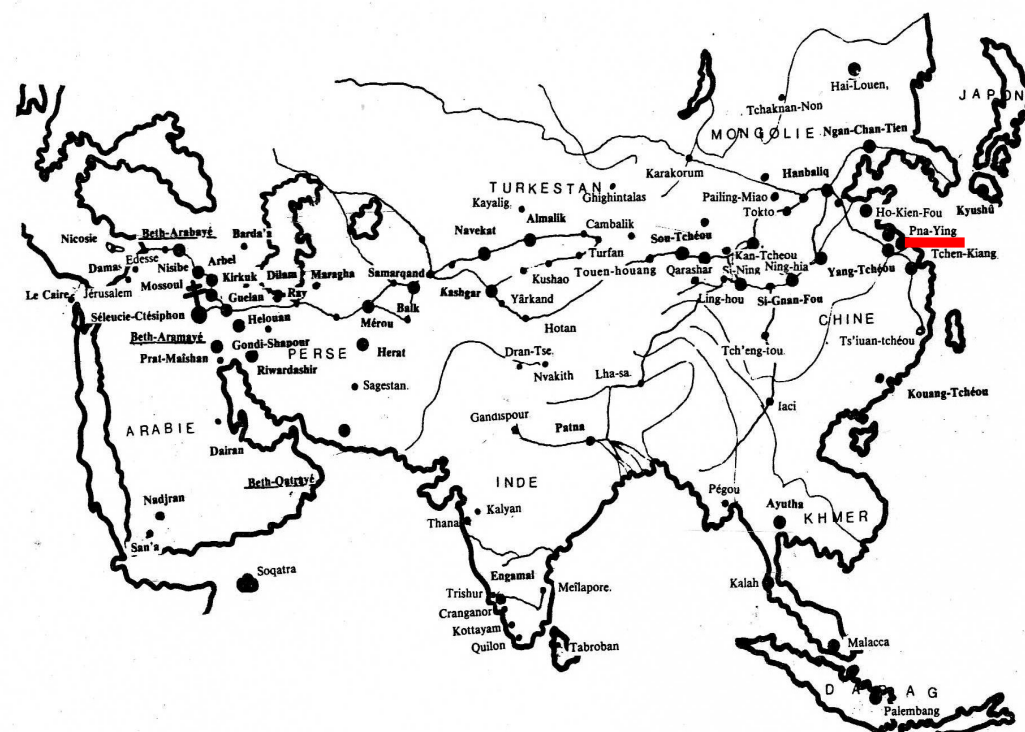 Hai-Louen,
JAPON
Tchaknan-Non
MONGOLIE
Ngan-Chan-Tien
Karakorum
Hanbaliq
TURKESTAN
Ghighintalas
Kayalig.
Pailing-Miao
Kyushû
Ho-Kien-Fou
Almalik
Tokto
Beth-Arabayé
Barda'a
Navekat
Cambalik
Pna-Ying
Nicosie
Sou-Tchéou
Edesse
Arbel
Turfan
Kan-Tcheou
Tchen-Kiang.
Damas
Nisibe
Kirkuk
Dilam
Maragha
Samarqand
Kushao
Touen-houang
Qarashar
Si-Ning
Ning-hia
Yang-Tchéou
Mossoul
Jérusalem
Le Caire
Guelan
Ray
Kashgar
Yârkand
Ling-hou
Si-Gnan-Fou
Balk
Séleucie-Ctésiphon
Helouan
Mérou
Hotan
CHINE
Beth-Aramayé
Gondi-Shapour
PERSE
Herat
Ts'iuan-tchéou
Prat-Maishan
Riwardashir
Dran-Tse.
Tch'eng-tou.
Nvakith
Lha-sa.
Sagestan.
Kouang-Tchéou
Iaci
Gandispour
ARABIE
Patna
Dairan
INDE
Beth-Qatrayé
Nadjran
Pégou
Ayutha
Kalyan
Thana
KHMER
San'a
Soqatra
Engamal
Kalah
Trishur
Meïlapore.
Cranganor
Kottayam
Quilon
Tabroban
Malacca
Palembang